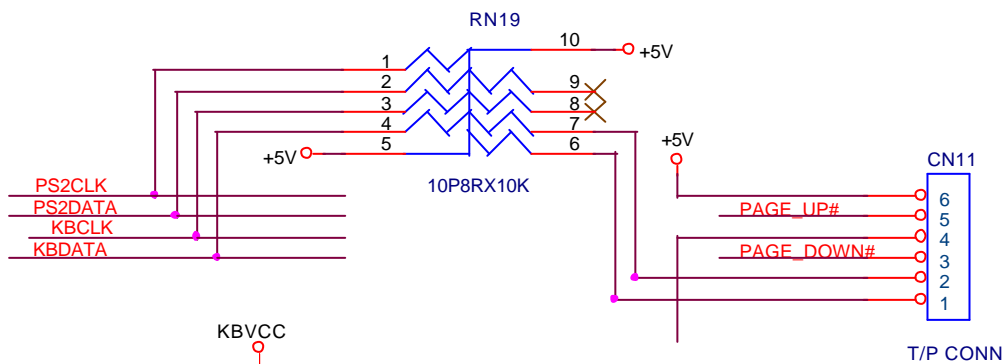 RN19
10
+5V
1
2
9
3
8
4
7
+5V
5
6
10P8RX10K
+5V
CN11
PS2CLK
PS2DATA
KBCLK
KBDATA
6
PAGE_UP#
5
4
PAGE_DOWN#
3
2
1
KBVCC
T/P CONN